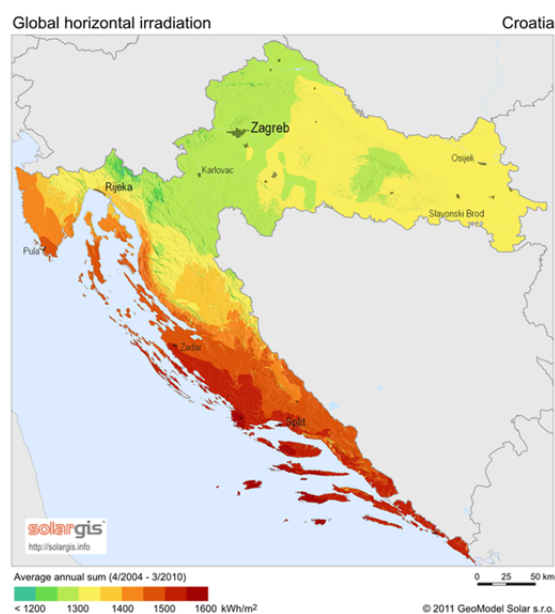 Global horizontal irradiation
Croatia
Zagreb
Karlovac
Osijek
Rijeka
Slavonski Brod
Pula
Zadar
Split
solargis
http://solargis.info
Average annual sum (4/2004 - 3/2010)
< 1200 1300 1400 1500 1600 kWh/m²
0 25 50 km
© 2011 GeoModel Solar s.r.o.